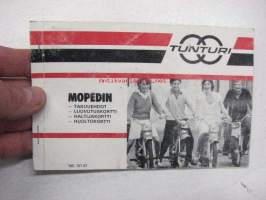 TUNTURI
MOPEDIN
- TAKUUEHDOT
- LUOVUTUSKORTTI
- HALTIJAKORTTI
- HUOLTOKORTTI